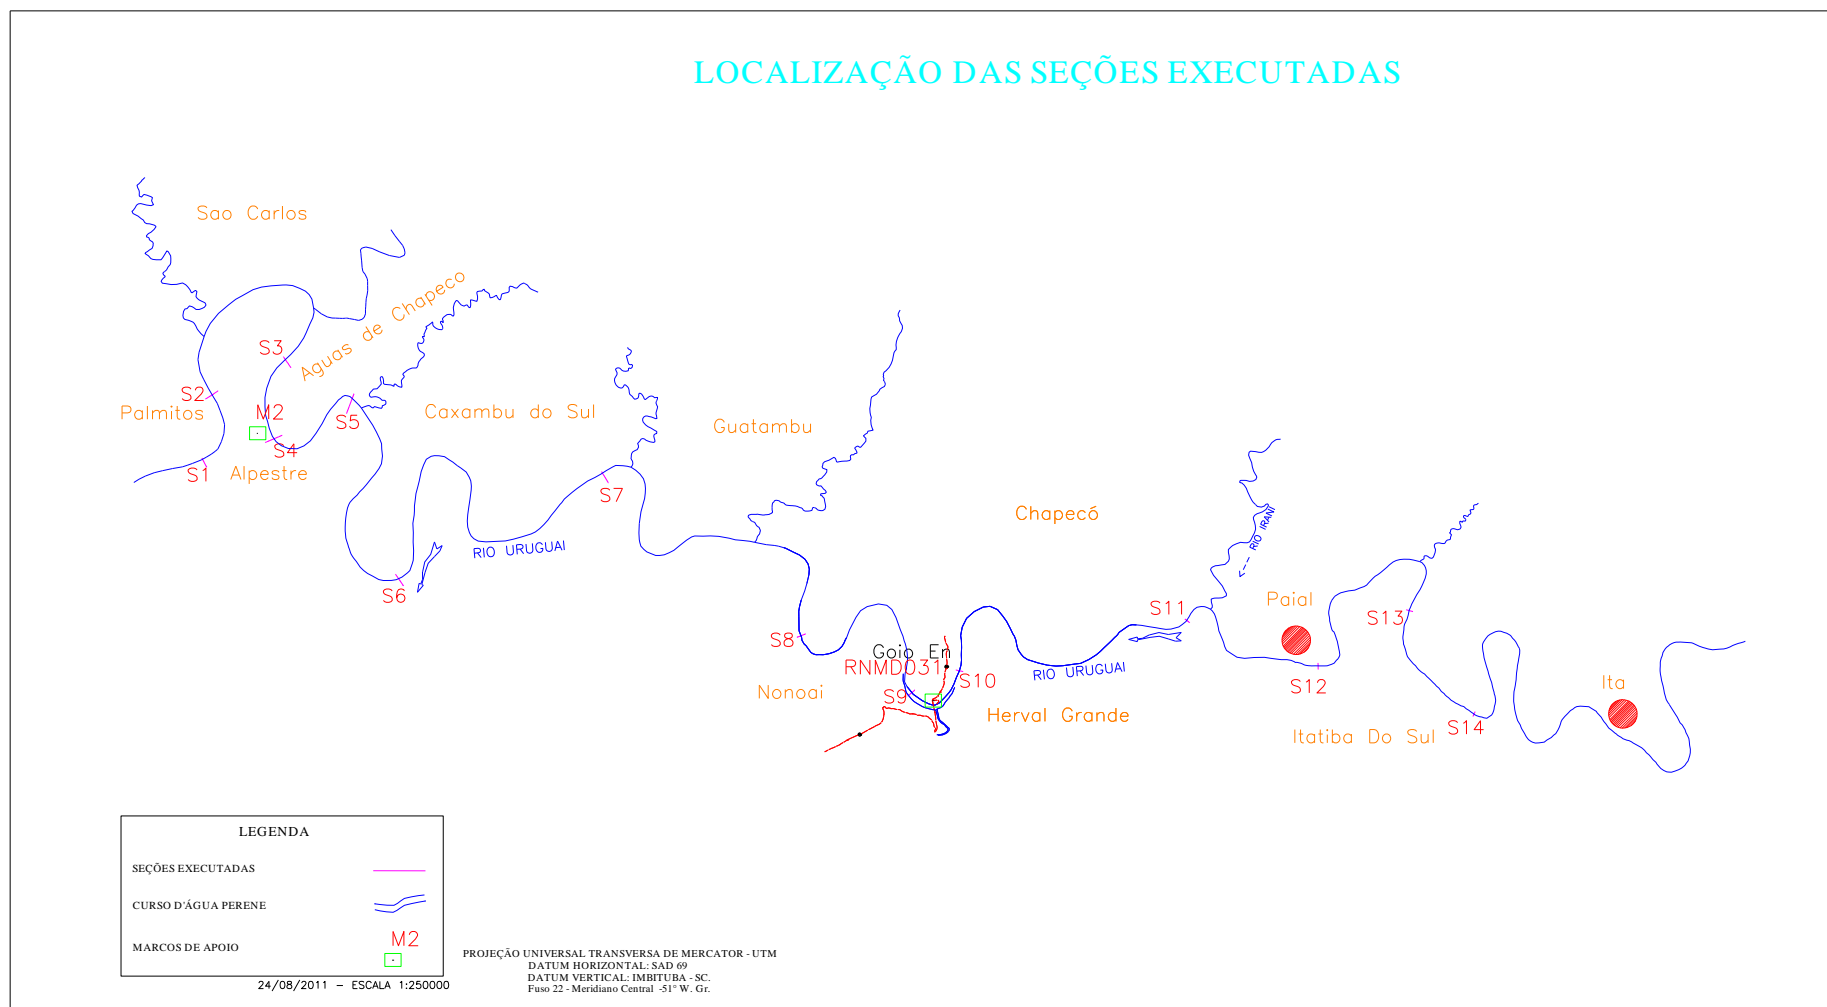 LOCALIZAÇÃO DAS SEÇÕES EXECUTADAS
Sao Carlos
Aguas de Chapeco
S3
S2
Palmitos
M2
S5
Caxambu do Sul
Guatambu
S4
S1
Alpestre
S7
Chapecó
RIO IRANI
RIO URUGUAI
S6
Paial
S11
S13
S8
Goio En
RNMD031
RIO URUGUAI
S10
S12
Ita
Nonoai
S9
Herval Grande
S14
Itatiba Do Sul
LEGENDA
SEÇÕES EXECUTADAS
CURSO D'ÁGUA PERENE
MARCOS DE APOIO
M2
24/08/2011 - ESCALA 1:250000
PROJEÇÃO UNIVERSAL TRANSVERSA DE MERCATOR - UTM
DATUM HORIZONTAL: SAD 69
DATUM VERTICAL: IMBITUBA - SC.
Fuso 22 - Meridiano Central -51° W. Gr.